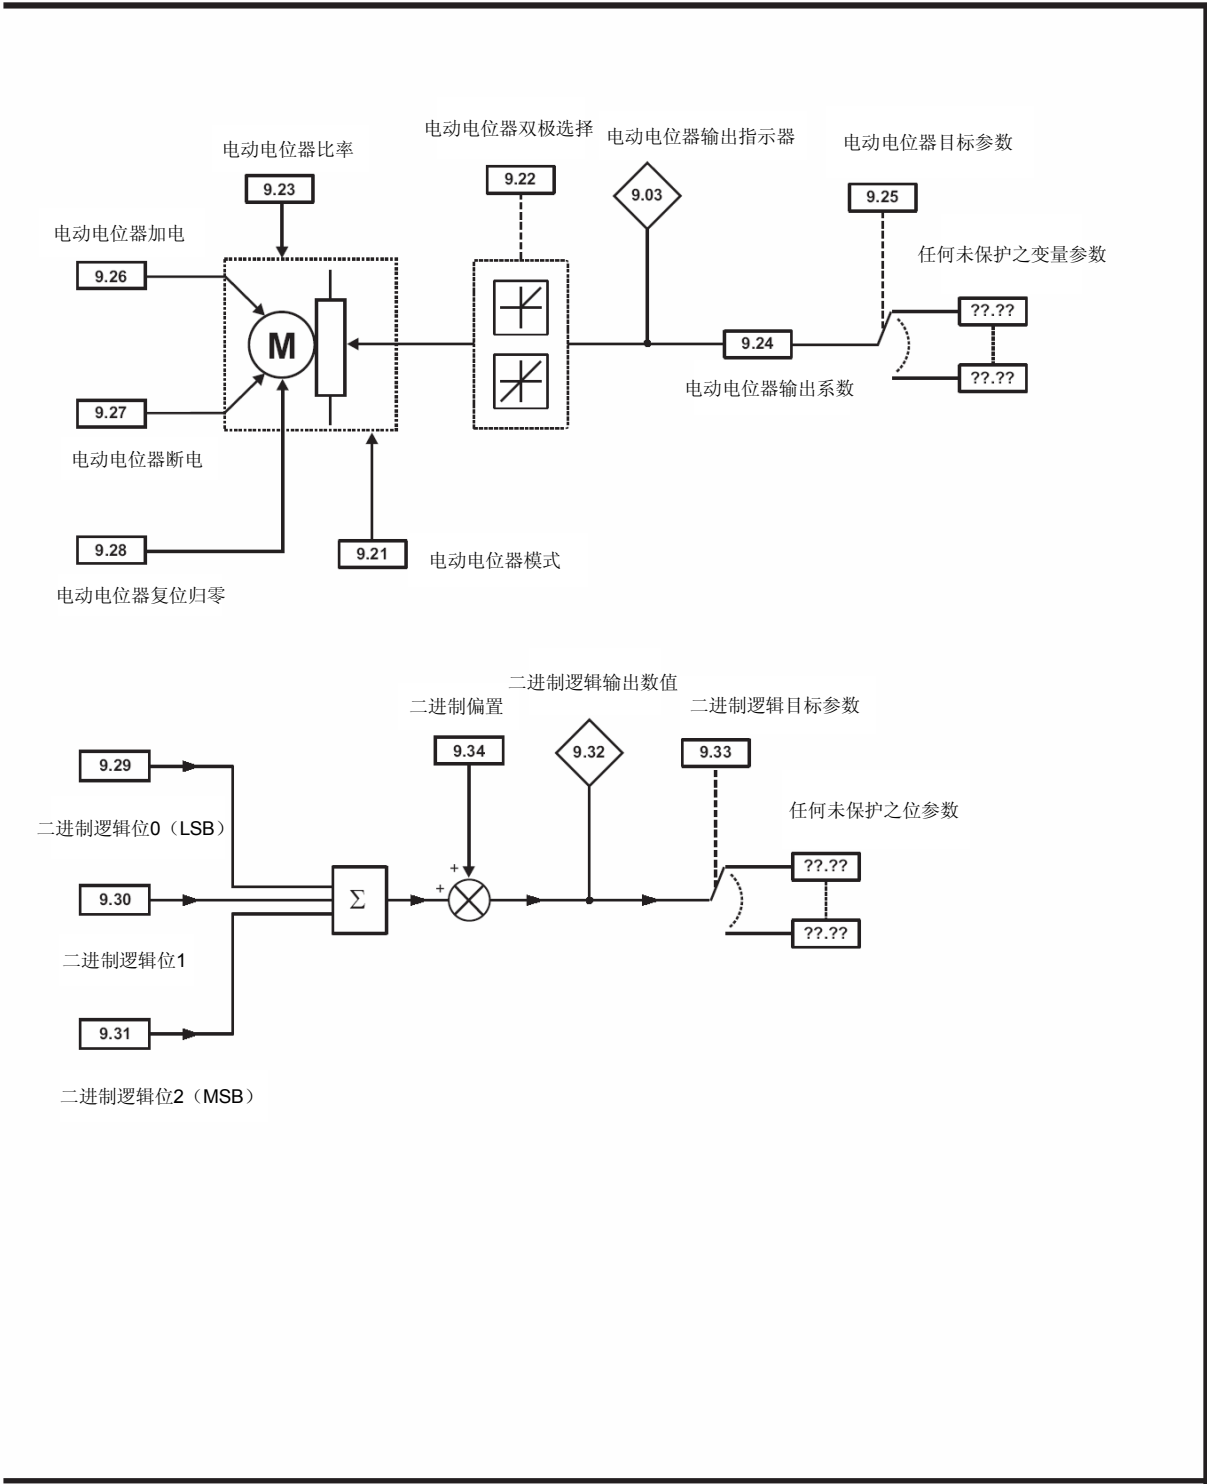 电动电位器双极选择
电动电位器输出指示器
电动电位器目标参数
电动电位器比率
9.22
9.03
9.25
9.23
电动电位器加电
任何未保护之变量参数
9.26
??.??
M
9.24
??.??
电动电位器输出系数
9.27
电动电位器断电
9.28
9.21
电动电位器模式
电动电位器复位归零
二进制逻辑输出数值
二进制偏置
二进制逻辑目标参数
9.34
9.32
9.33
9.29
任何未保护之位参数
二进制逻辑位0（LSB）
??.??
+
+
9.30
Σ
??.??
二进制逻辑位1
9.31
二进制逻辑位2（MSB）